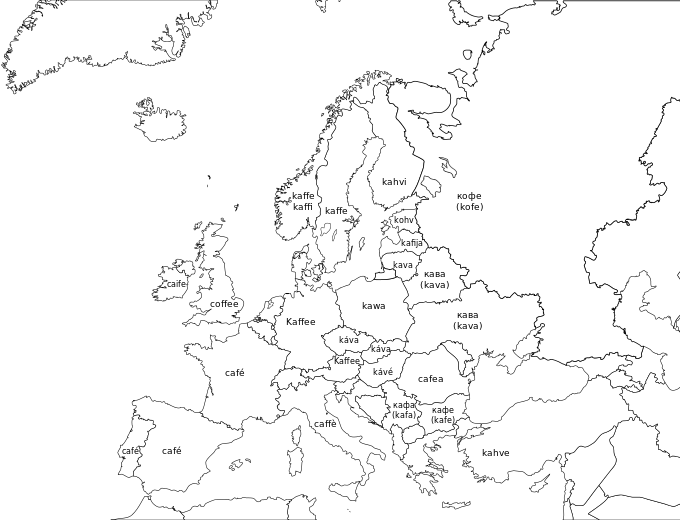 kahvi
кофе
(kofe)
kaffe
kaffi
kaffe
kohv
kafija
kava
кава
(kava)
caife
coffee
kawa
кава
(kava)
Kaffee
káva
káva
Kaffee
kávé
café
cafea
кафа
(kafa)
кафе
(kafe)
caffè
café
café
kahve